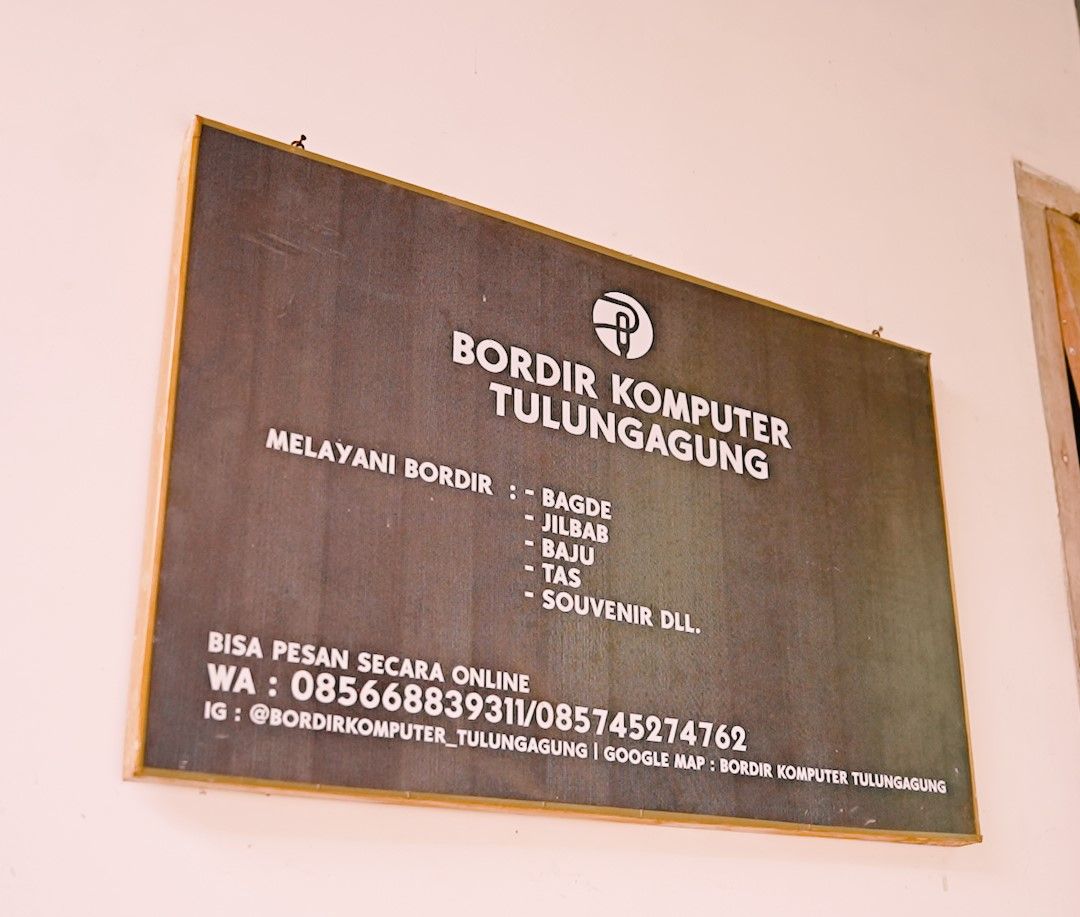 BORDIR KOMPUTER
TULUNGAGUNG
MELAYANI BORDIR : - BAGDE
- JILBAB
- BAJU
- TAS
- SOUVENIR DLL.
BISA PESAN SECARA ONLINE
WA : 085668839311/085745274762
IG : @BORDIRKOMPUTER_TULUNGAGUNG | GOOGLE MAP : BORDIR KOMPUTER TULUNGAGUNG